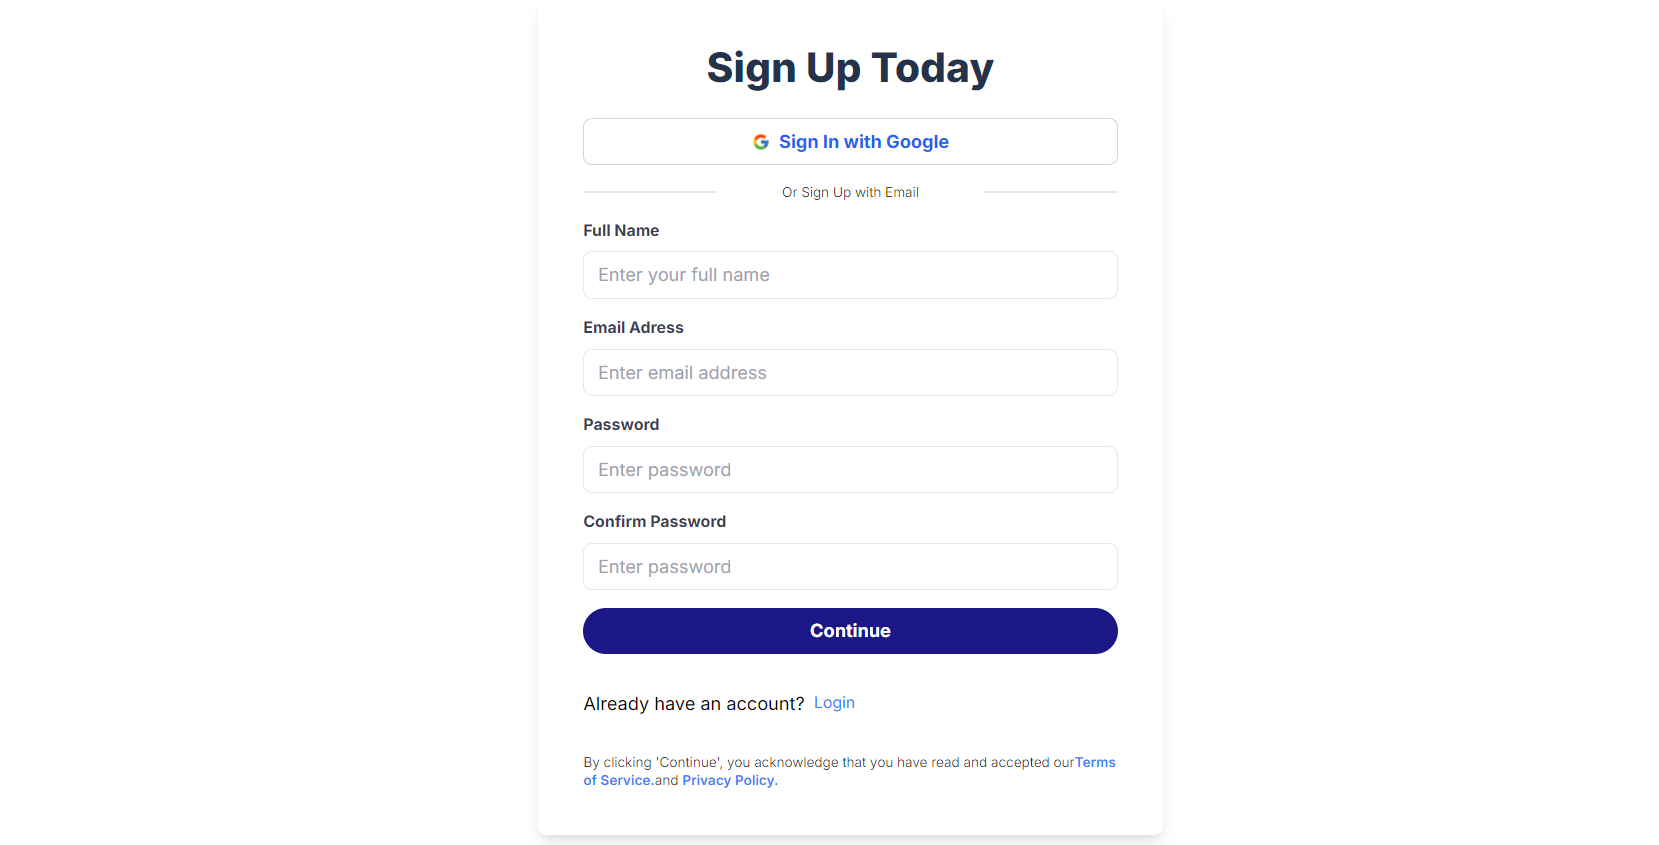 Sign Up Today
Sign In with Google
Or Sign Up with Email
Full Name
Enter your full name
Email Adress
Enter email address
Password
Enter password
Confirm Password
Enter password
Continue
Already have an account? Login
By clicking 'Continue', you acknowledge that you have read and accepted ourTerms
of Service.and Privacy Policy.